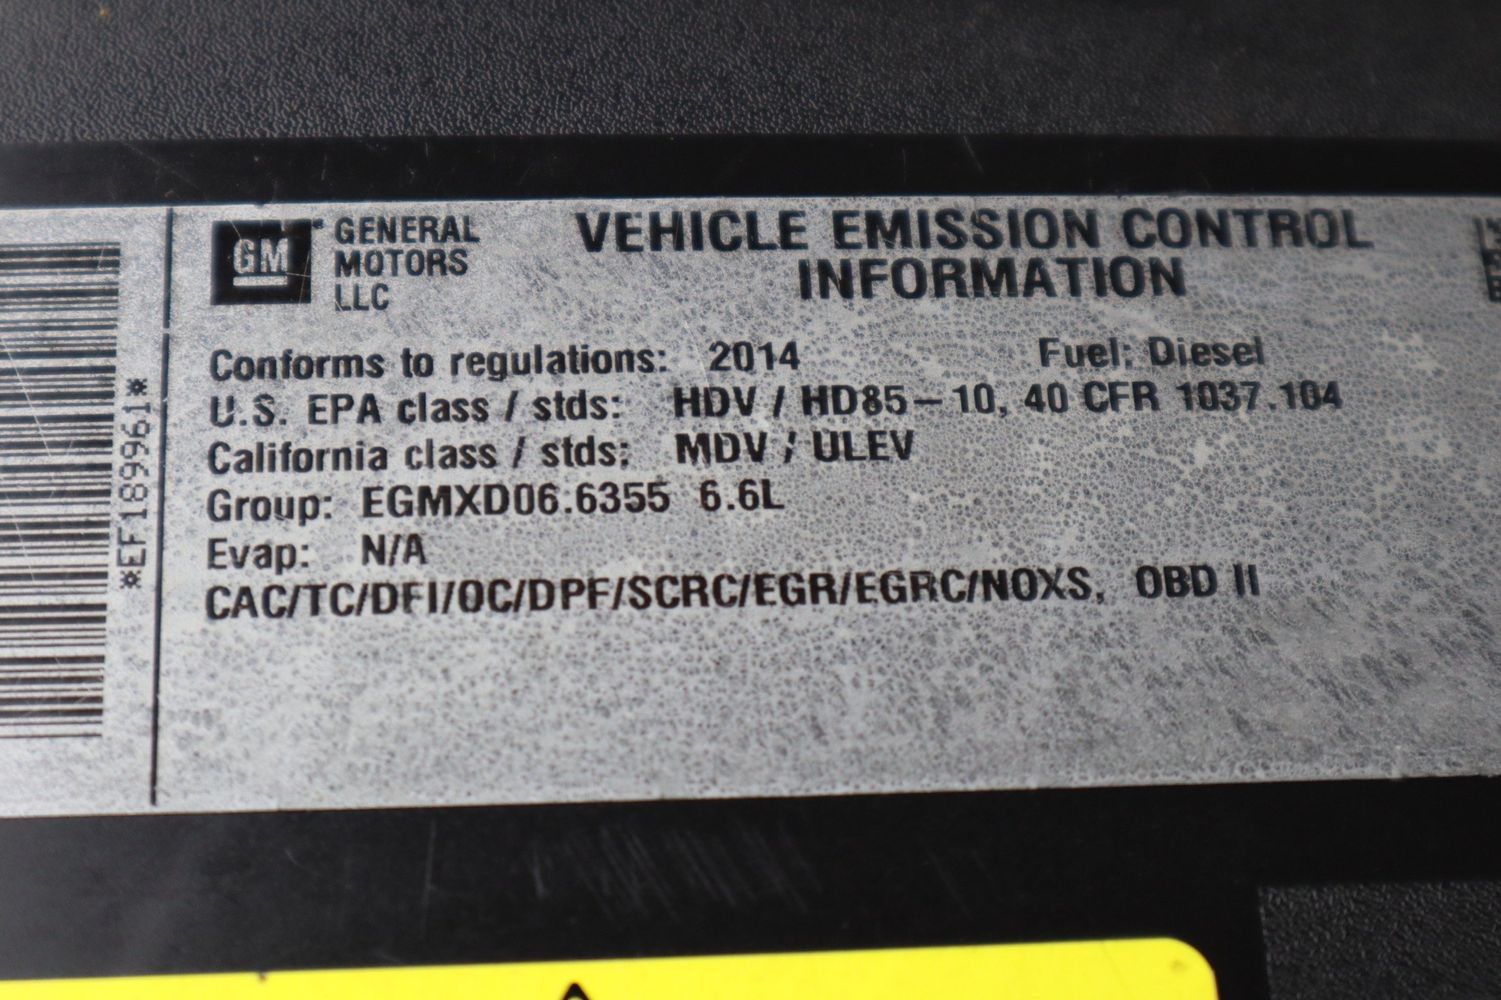 GM
GENERAL
MOTORS
LLC
VEHICLE EMISSION CONTROL
INFORMATION
Conforms to regulations: 2014 Fuel: Diesel
U.S. EPA class / stds: HDV / HD85-10, 40 CFR 1037.104
California class / stds: MDV / ULEV
Group: EGMXD06.6355 6.6L
Evap: N/A
CAC/TC/DFI/OC/DPF/SCRC/EGR/EGRC/NOXS, OBD II
*EF189961*